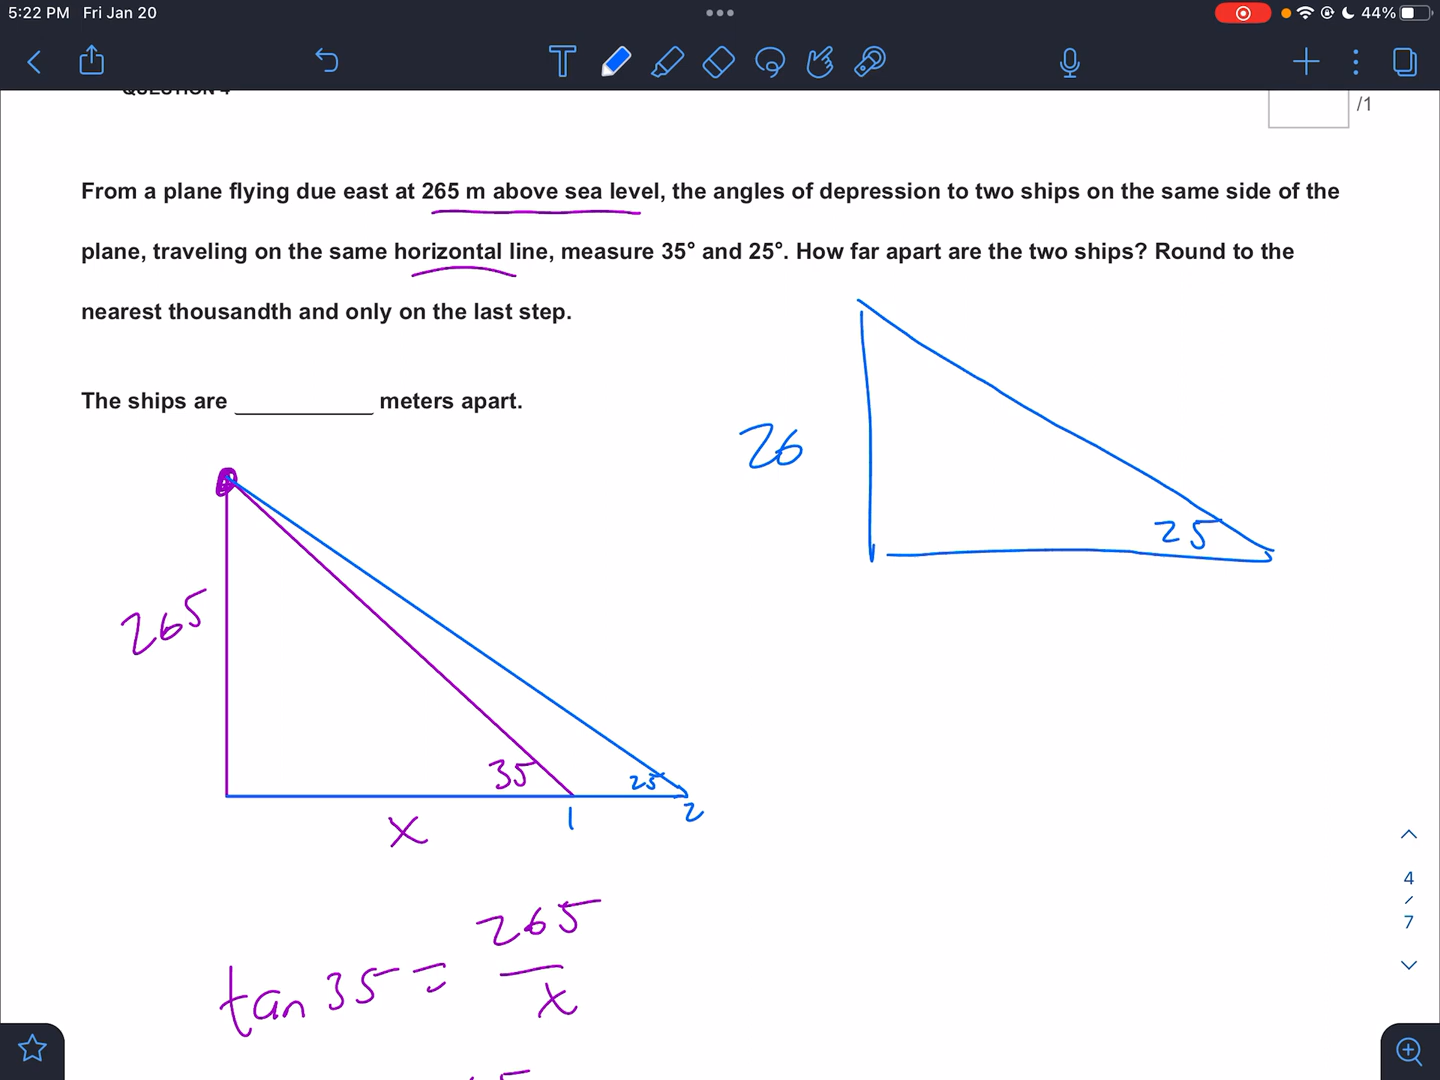 5:22 PM Fri Jan 20
44%
QUESTION 4
/1
From a plane flying due east at 265 m above sea level, the angles of depression to two ships on the same side of the
plane, traveling on the same horizontal line, measure 35° and 25°. How far apart are the two ships? Round to the
nearest thousandth and only on the last step.
The ships are ___________ meters apart.
26
25
265
35
25
1
2
x
tan 35 = 265 / x
4
/
7